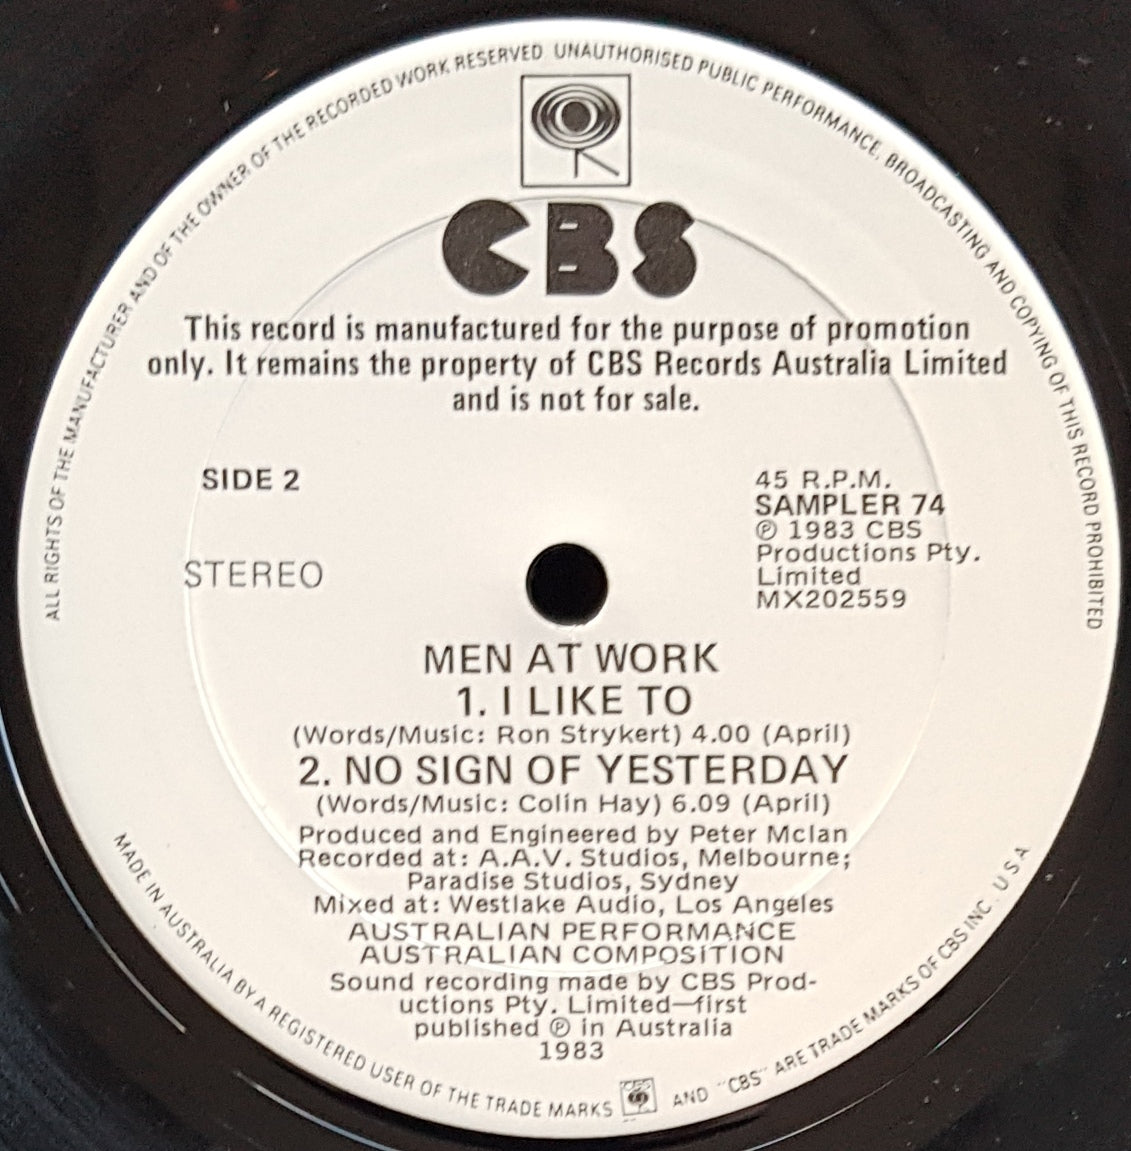 ALL RIGHTS OF THE MANUFACTURER AND OF THE OWNER OF THE RECORDED WORK RESERVED UNAUTHORISED PUBLIC PERFORMANCE, BROADCASTING AND COPYING OF THIS RECORD PROHIBITED
CBS
This record is manufactured for the purpose of promotion
only. It remains the property of CBS Records Australia Limited
and is not for sale.
SIDE 2
STEREO
45 R.P.M.
SAMPLER 74
℗ 1983 CBS
Productions Pty.
Limited
MX202559
MEN AT WORK
1. I LIKE TO
(Words/Music: Ron Strykert) 4.00 (April)
2. NO SIGN OF YESTERDAY
(Words/Music: Colin Hay) 6.09 (April)
Produced and Engineered by Peter McIan
Recorded at: A.A.V. Studios, Melbourne;
Paradise Studios, Sydney
Mixed at: Westlake Audio, Los Angeles
AUSTRALIAN PERFORMANCE
AUSTRALIAN COMPOSITION
Sound recording made by CBS Prod-
uctions Pty. Limited—first
published ℗ in Australia
1983
MADE IN AUSTRALIA BY A REGISTERED USER OF THE TRADE MARKS CBS AND "CBS" ARE TRADE MARKS OF CBS INC. U S A